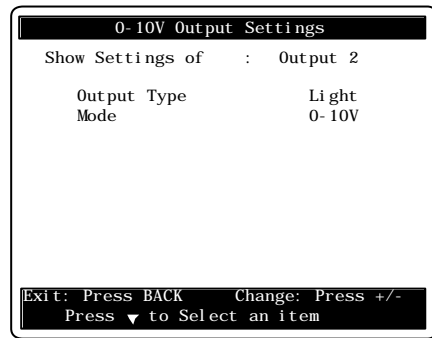 0-10V Output Settings
Show Settings of : Output 2
Output Type Light
Mode 0-10V
Exit: Press BACK Change: Press +/-
Press ▼ to Select an item